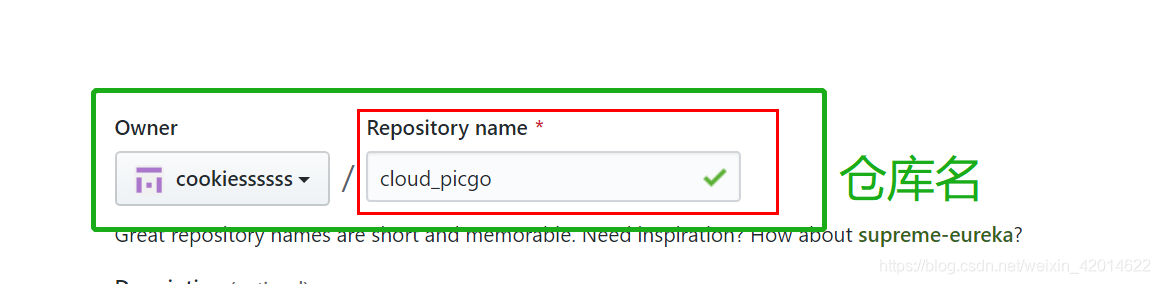 Owner
Repository name *
cookiessssss / cloud_picgo
仓库名
Great repository names are short and memorable. Need inspiration? How about supreme-eureka?
https://blog.csdn.net/weixin_42014622